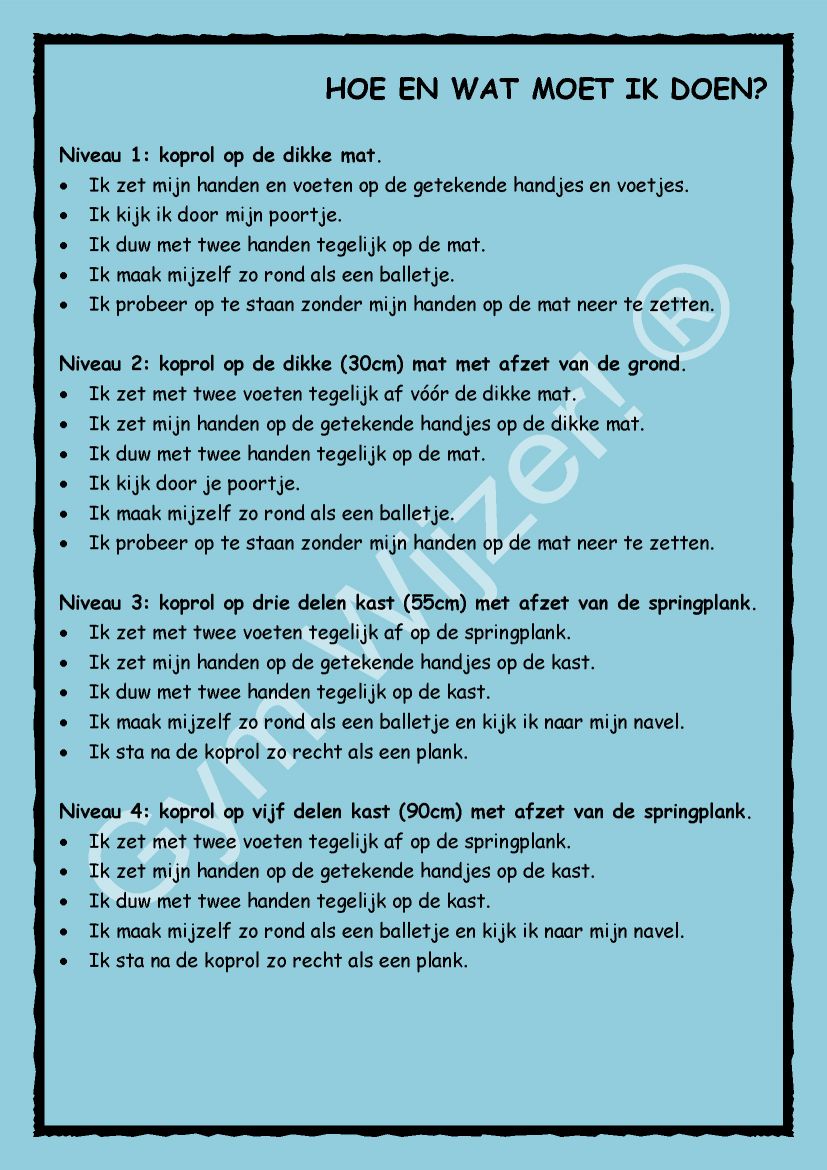 HOE EN WAT MOET IK DOEN?
Niveau 1: koprol op de dikke mat.
• Ik zet mijn handen en voeten op de getekende handjes en voetjes.
• Ik kijk ik door mijn poortje.
• Ik duw met twee handen tegelijk op de mat.
• Ik maak mijzelf zo rond als een balletje.
• Ik probeer op te staan zonder mijn handen op de mat neer te zetten.
Niveau 2: koprol op de dikke (30cm) mat met afzet van de grond.
• Ik zet met twee voeten tegelijk af vóór de dikke mat.
• Ik zet mijn handen op de getekende handjes op de dikke mat.
• Ik duw met twee handen tegelijk op de mat.
• Ik kijk door je poortje.
• Ik maak mijzelf zo rond als een balletje.
• Ik probeer op te staan zonder mijn handen op de mat neer te zetten.
Niveau 3: koprol op drie delen kast (55cm) met afzet van de springplank.
• Ik zet met twee voeten tegelijk af op de springplank.
• Ik zet mijn handen op de getekende handjes op de kast.
• Ik duw met twee handen tegelijk op de kast.
• Ik maak mijzelf zo rond als een balletje en kijk ik naar mijn navel.
• Ik sta na de koprol zo recht als een plank.
Niveau 4: koprol op vijf delen kast (90cm) met afzet van de springplank.
• Ik zet met twee voeten tegelijk af op de springplank.
• Ik zet mijn handen op de getekende handjes op de kast.
• Ik duw met twee handen tegelijk op de kast.
• Ik maak mijzelf zo rond als een balletje en kijk ik naar mijn navel.
• Ik sta na de koprol zo recht als een plank.
Gym Wijzer! ®